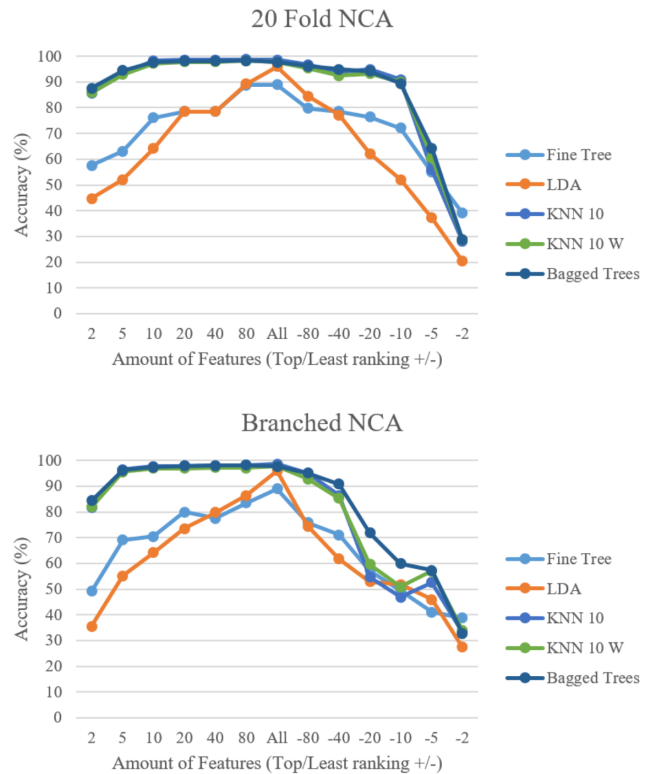 20 Fold NCA
100
90
80
70
60
50
40
30
20
10
0
Accuracy (%)
2 5 10 20 40 80 All -80 -40 -20 -10 -5 -2
Amount of Features (Top/Least ranking +/-)
Fine Tree
LDA
KNN 10
KNN 10 W
Bagged Trees
Branched NCA
100
90
80
70
60
50
40
30
20
10
0
Accuracy (%)
2 5 10 20 40 80 All -80 -40 -20 -10 -5 -2
Amount of Features (Top/Least ranking +/-)
Fine Tree
LDA
KNN 10
KNN 10 W
Bagged Trees